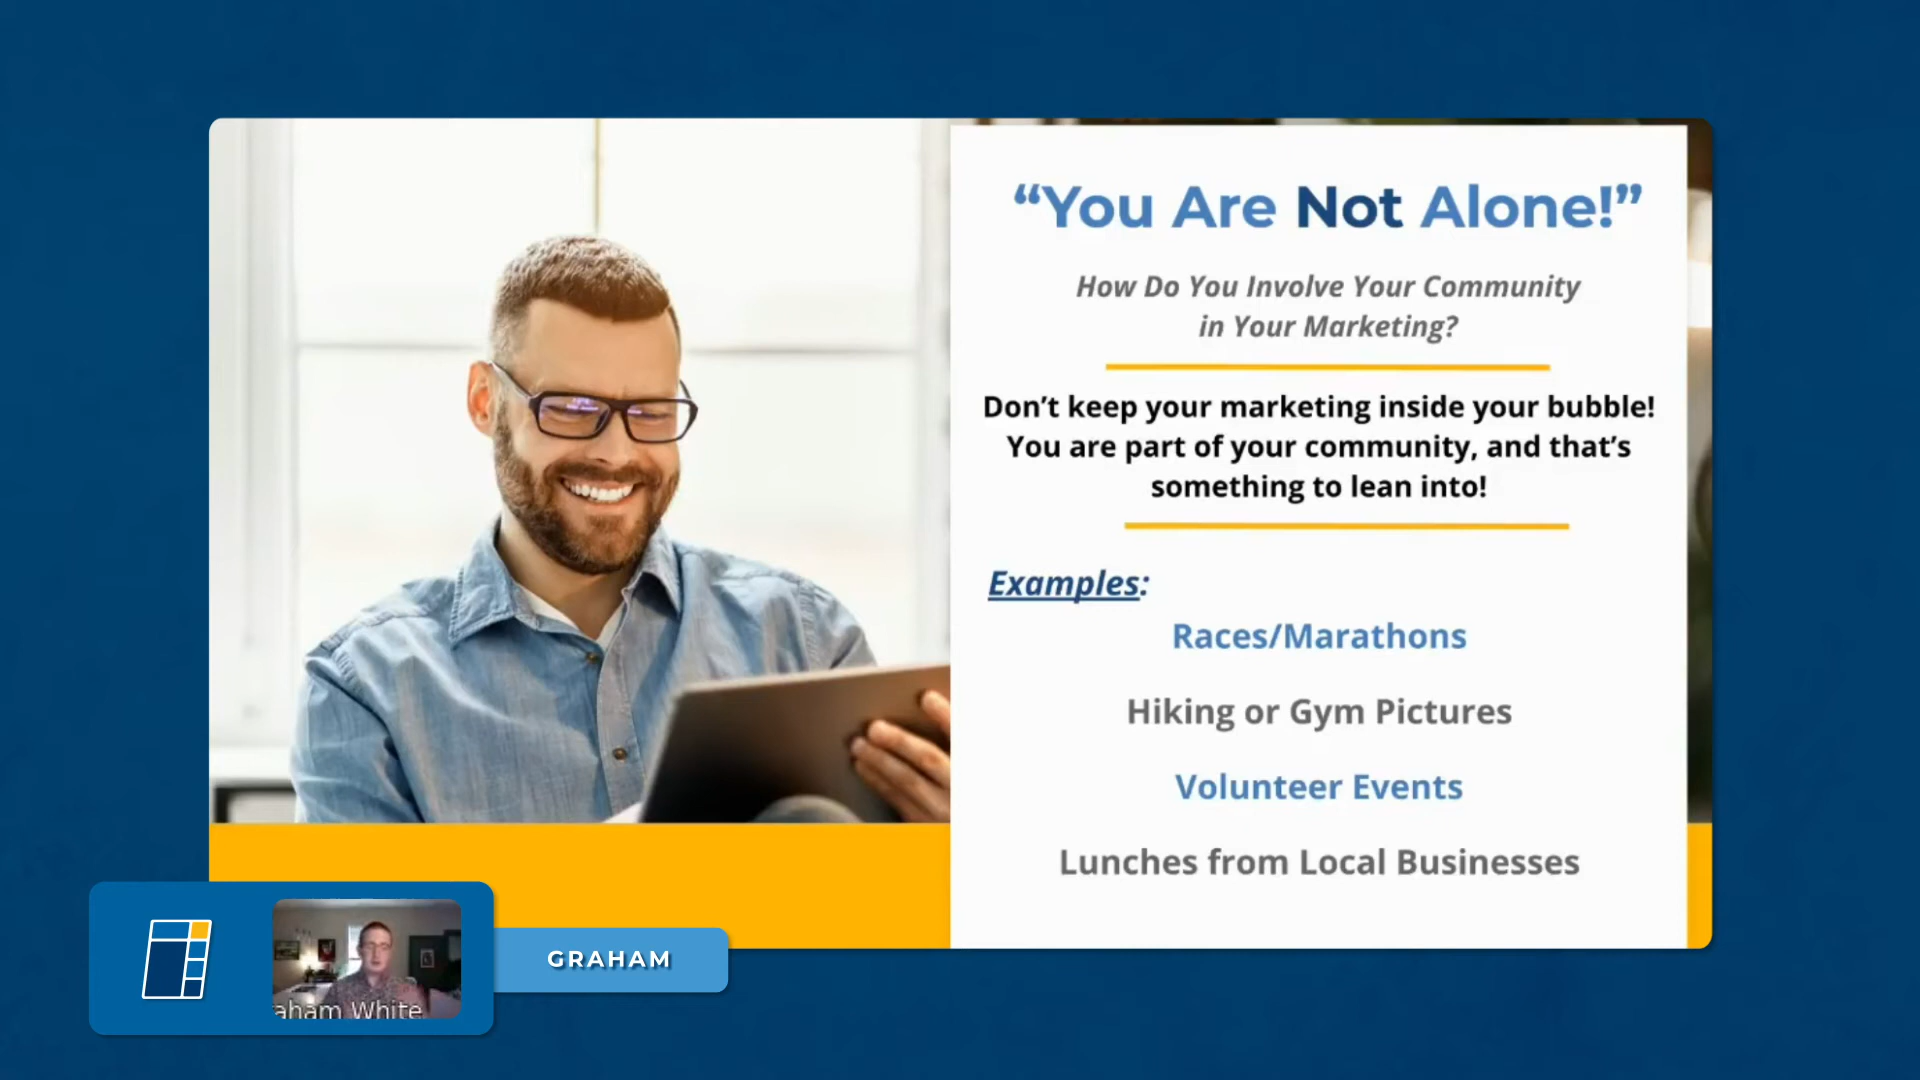 “You Are Not Alone!”
How Do You Involve Your Community
in Your Marketing?
Don’t keep your marketing inside your bubble!
You are part of your community, and that’s
something to lean into!
Examples:
Races/Marathons
Hiking or Gym Pictures
Volunteer Events
Lunches from Local Businesses
GRAHAM
aham White